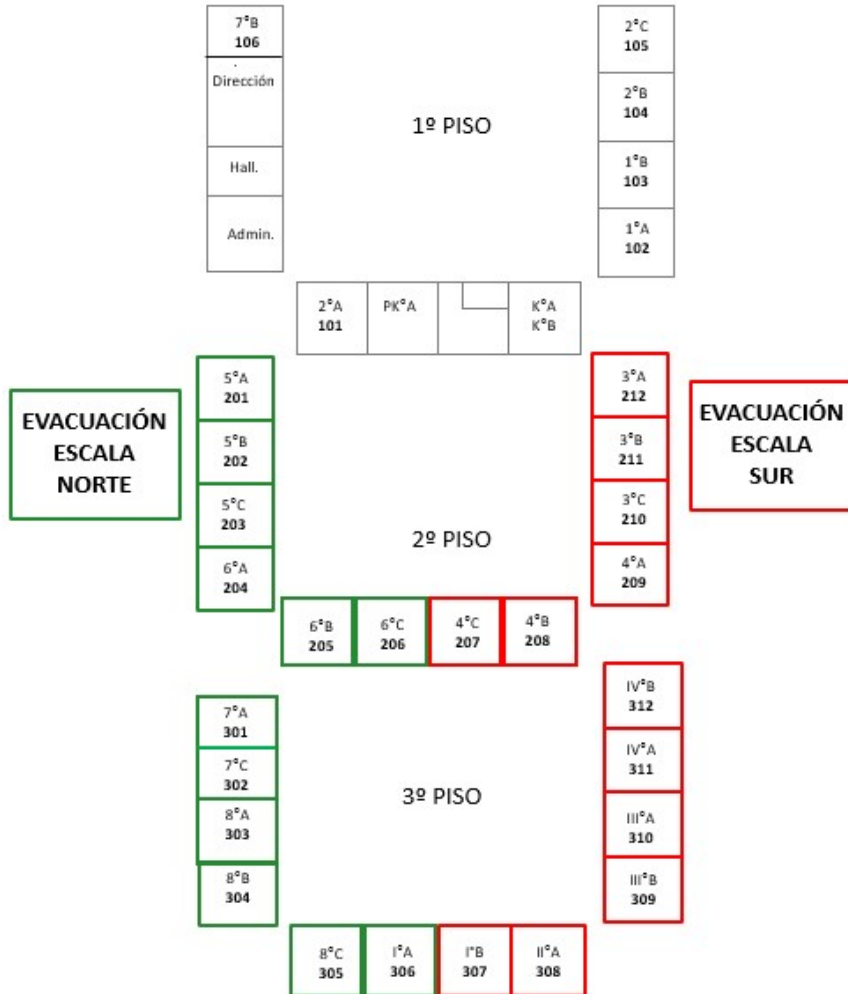 7°B
106
Dirección
Hall.
Admin.
1º PISO
2°C
105
2°B
104
1°B
103
1°A
102
2°A
101
PK°A
K°A
K°B
EVACUACIÓN
ESCALA
NORTE
5°A
201
5°B
202
5°C
203
6°A
204
2º PISO
3°A
212
3°B
211
3°C
210
4°A
209
EVACUACIÓN
ESCALA
SUR
6°B
205
6°C
206
4°C
207
4°B
208
7°A
301
7°C
302
8°A
303
8°B
304
3º PISO
IV°B
312
IV°A
311
III°A
310
III°B
309
8°C
305
I°A
306
I°B
307
II°A
308